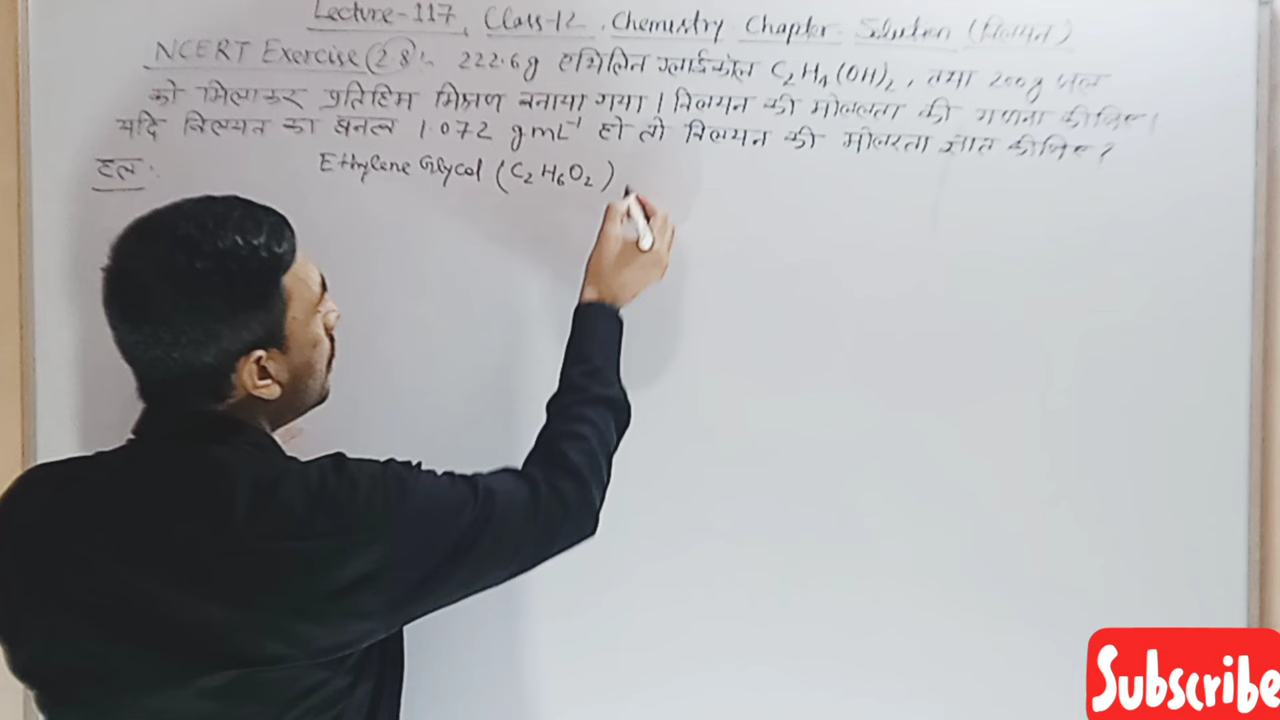 Lecture-117, Class-12, Chemistry Chapter Solution (विलयन)
NCERT Exercise (2.8): 222.6g एथिलिन ग्लाईकोल C₂H₄(OH)₂, तथा 200g जल
को मिलाकर प्रतिहिम मिश्रण बनाया गया। विलयन की मोललता की गणना कीजिए।
यदि विलयन का घनत्व 1.072 g mL⁻¹ हो तो विलयन की मोलरता ज्ञात कीजिए?
हल:
Ethylene Glycol (C₂H₆O₂)
Subscribe